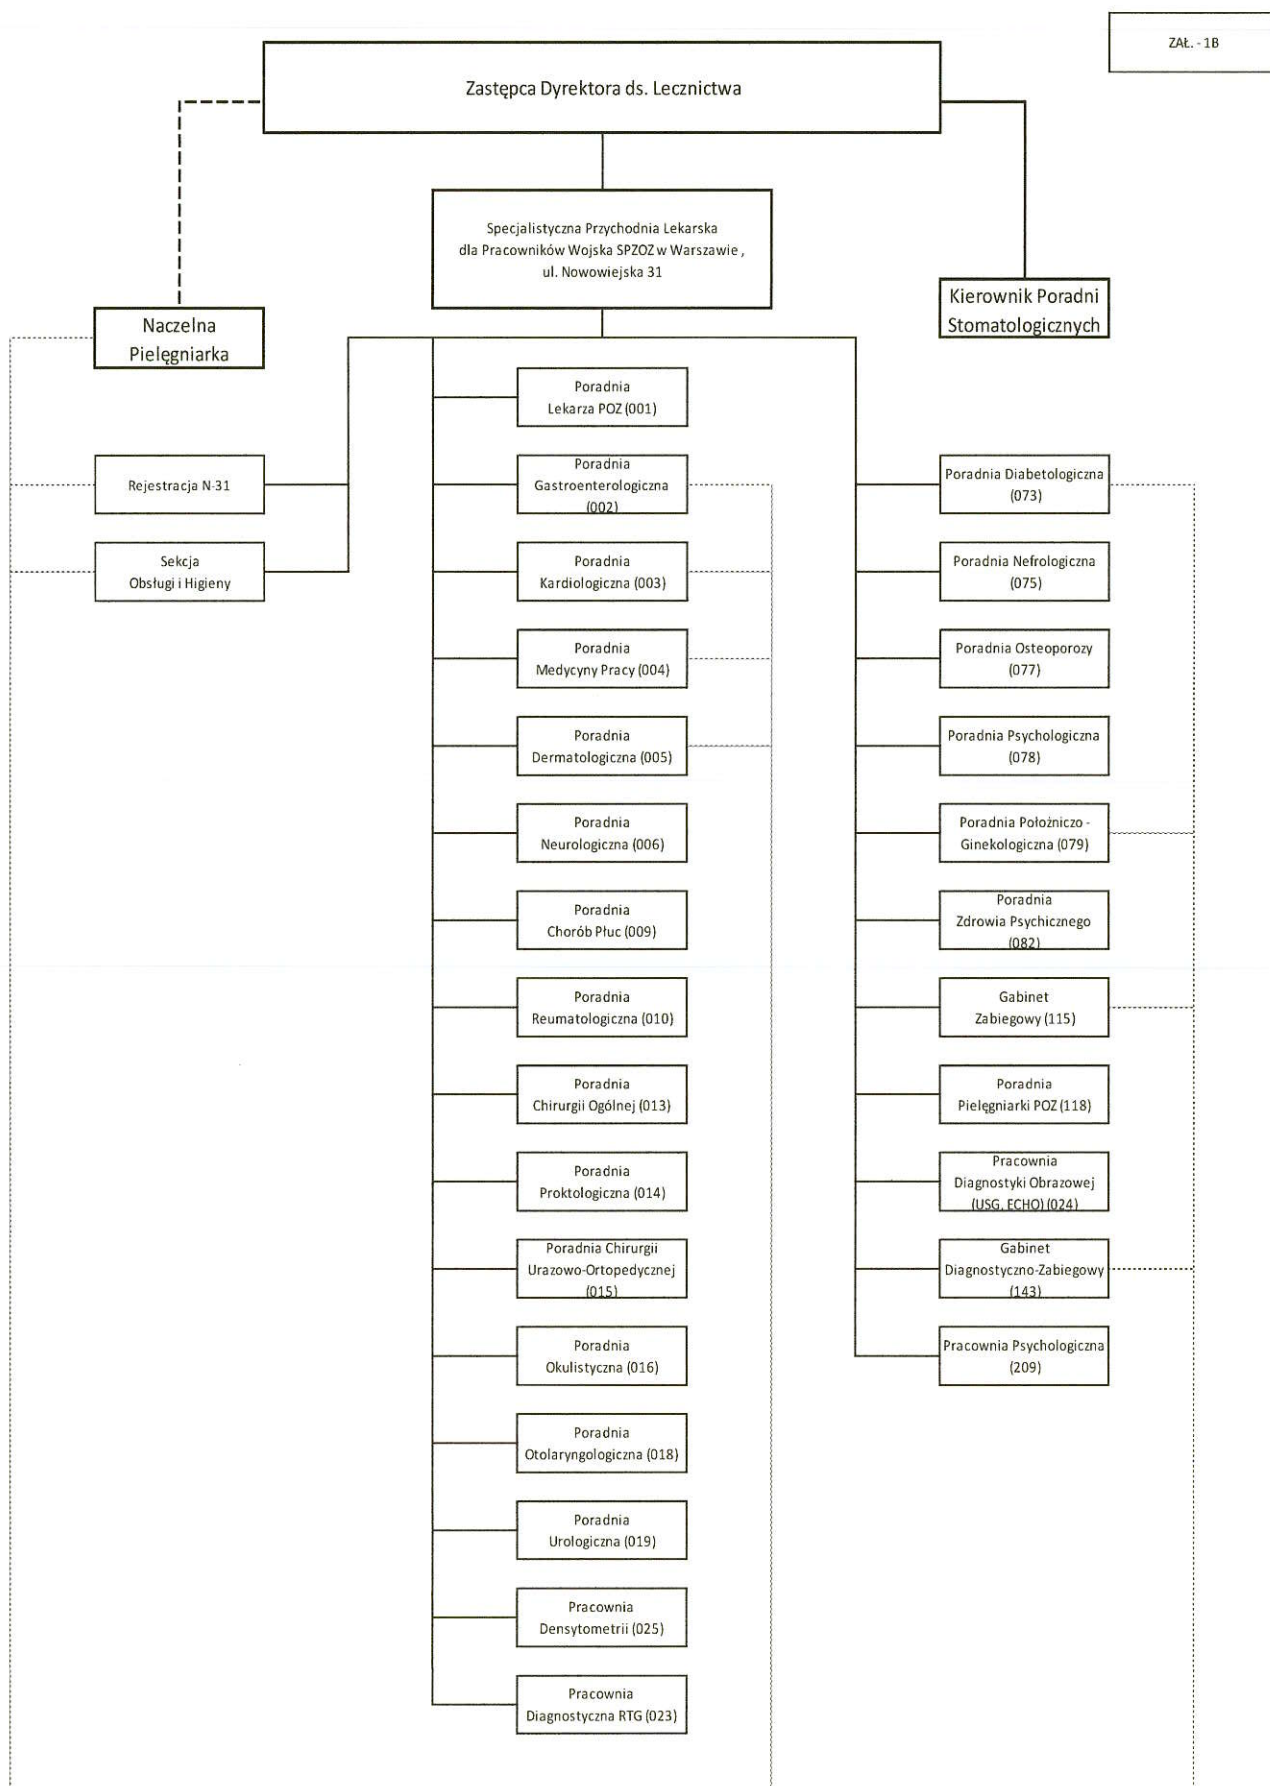 ZAŁ. - 1B
Zastępca Dyrektora ds. Lecznictwa
Specjalistyczna Przychodnia Lekarska
dla Pracowników Wojska SPZOZ w Warszawie ,
ul. Nowowiejska 31
Kierownik Poradni
Stomatologicznych
Naczelna
Pielęgniarka
Rejestracja N-31
Sekcja
Obsługi i Higieny
Poradnia
Lekarza POZ (001)
Poradnia
Gastroenterologiczna
(002)
Poradnia
Kardiologiczna (003)
Poradnia
Medycyny Pracy (004)
Poradnia
Dermatologiczna (005)
Poradnia
Neurologiczna (006)
Poradnia
Chorób Płuc (009)
Poradnia
Reumatologiczna (010)
Poradnia
Chirurgii Ogólnej (013)
Poradnia
Proktologiczna (014)
Poradnia Chirurgii
Urazowo-Ortopedycznej
(015)
Poradnia
Okulistyczna (016)
Poradnia
Otolaryngologiczna (018)
Poradnia
Urologiczna (019)
Pracownia
Densytometrii (025)
Pracownia
Diagnostyczna RTG (023)
Poradnia Diabetologiczna
(073)
Poradnia Nefrologiczna
(075)
Poradnia Osteoporozy
(077)
Poradnia Psychologiczna
(078)
Poradnia Położniczo -
Ginekologiczna (079)
Poradnia
Zdrowia Psychicznego
(082)
Gabinet
Zabiegowy (115)
Poradnia
Pielęgniarki POZ (118)
Pracownia
Diagnostyki Obrazowej
(USG, ECHO) (024)
Gabinet
Diagnostyczno-Zabiegowy
(143)
Pracownia Psychologiczna
(209)